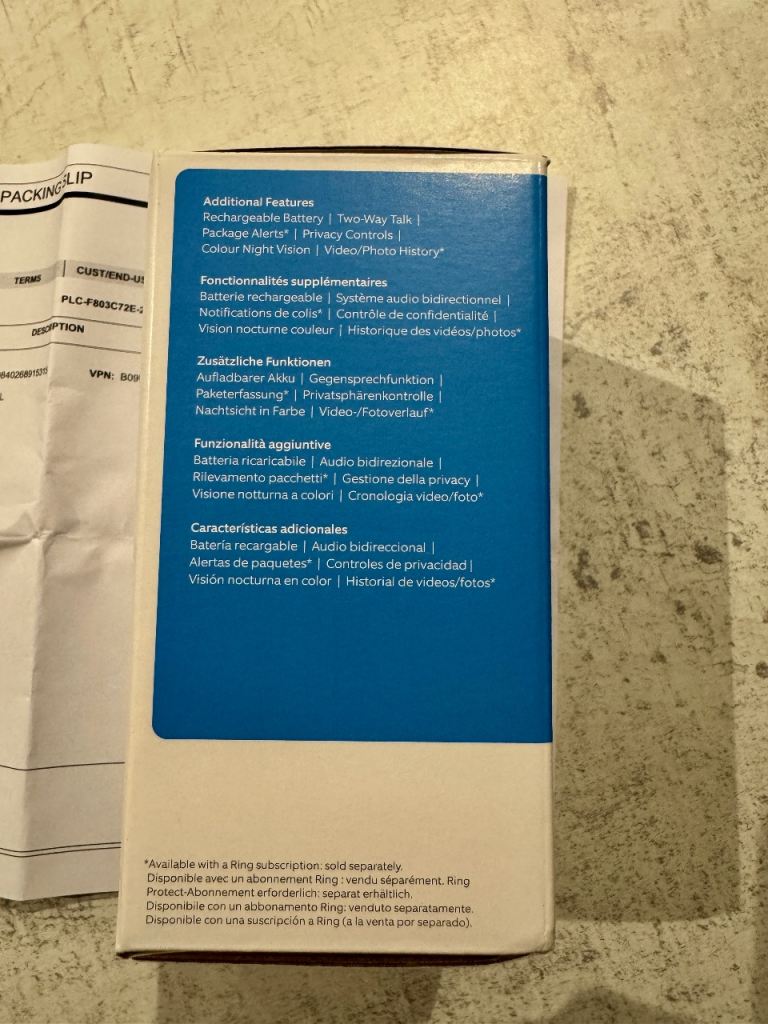 PACKING SLIP
TERMS
CUST/END-US
PLC-F803C72E-
DESCRIPTION
VPN: B09
Additional Features
Rechargeable Battery | Two-Way Talk |
Package Alerts* | Privacy Controls |
Colour Night Vision | Video/Photo History*
Fonctionnalités supplémentaires
Batterie rechargeable | Système audio bidirectionnel |
Notifications de colis* | Contrôle de confidentialité |
Vision nocturne couleur | Historique des vidéos/photos*
Zusätzliche Funktionen
Aufladbarer Akku | Gegensprechfunktion |
Paketerfassung* | Privatsphärenkontrolle |
Nachtsicht in Farbe | Video-/Fotoverlauf*
Funzionalità aggiuntive
Batteria ricaricabile | Audio bidirezionale |
Rilevamento pacchetti* | Gestione della privacy |
Visione notturna a colori | Cronologia video/foto*
Características adicionales
Batería recargable | Audio bidireccional |
Alertas de paquetes* | Controles de privacidad |
Visión nocturna en color | Historial de videos/fotos*
*Available with a Ring subscription: sold separately.
Disponible avec un abonnement Ring : vendu séparément. Ring
Protect-Abonnement erforderlich: separat erhältlich.
Disponibile con un abbonamento Ring: venduto separatamente.
Disponible con una suscripción a Ring (a la venta por separado).